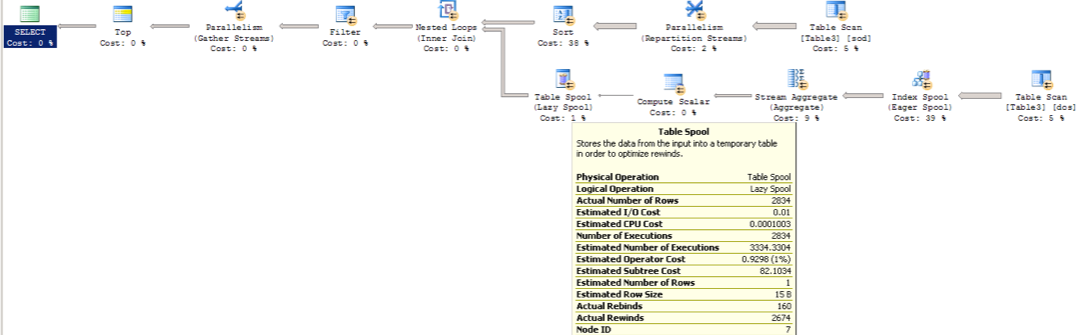 SELECT
Cost: 0 %
Top
Cost: 0 %
Parallelism
(Gather Streams)
Cost: 0 %
Filter
Cost: 0 %
Nested Loops
(Inner Join)
Cost: 0 %
Sort
Cost: 38 %
Parallelism
(Repartition Streams)
Cost: 2 %
Table Scan
[Table3] [sod]
Cost: 5 %
Table Spool
(Lazy Spool)
Cost: 1 %
Compute Scalar
Cost: 0 %
Stream Aggregate
(Aggregate)
Cost: 9 %
Index Spool
(Eager Spool)
Cost: 39 %
Table Scan
[Table3] [dos]
Cost: 5 %
Table Spool
Stores the data from the input into a temporary table
in order to optimize rewinds.
Physical Operation Table Spool
Logical Operation Lazy Spool
Actual Number of Rows 2834
Estimated I/O Cost 0.01
Estimated CPU Cost 0.0001003
Number of Executions 2834
Estimated Number of Executions 3334.3304
Estimated Operator Cost 0.9298 (1%)
Estimated Subtree Cost 82.1034
Estimated Number of Rows 1
Estimated Row Size 15 B
Actual Rebinds 160
Actual Rewinds 2674
Node ID 7